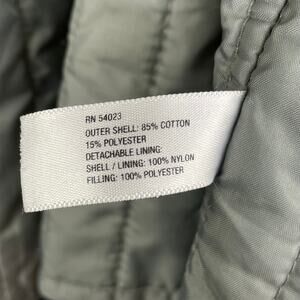 RN 54023
OUTER SHELL: 85% COTTON
15% POLYESTER
DETACHABLE LINING:
SHELL / LINING: 100% NYLON
FILLING: 100% POLYESTER